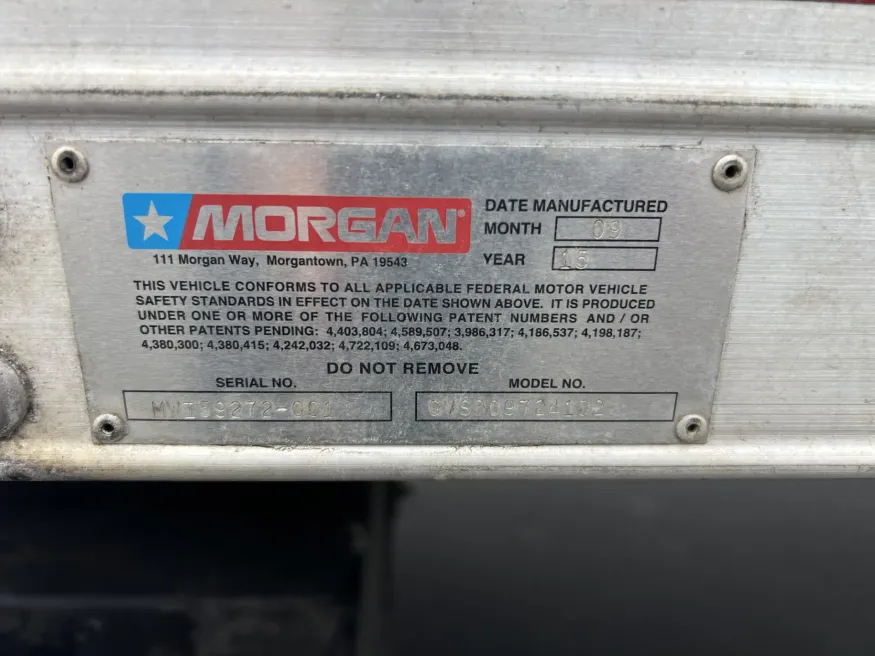 MORGAN®
111 Morgan Way, Morgantown, PA 19543
DATE MANUFACTURED
MONTH 09
YEAR 15
THIS VEHICLE CONFORMS TO ALL APPLICABLE FEDERAL MOTOR VEHICLE
SAFETY STANDARDS IN EFFECT ON THE DATE SHOWN ABOVE. IT IS PRODUCED
UNDER ONE OR MORE OF THE FOLLOWING PATENT NUMBERS AND / OR
OTHER PATENTS PENDING: 4,403,804; 4,589,507; 3,986,317; 4,186,537; 4,198,187;
4,380,300; 4,380,415; 4,242,032; 4,722,109; 4,673,048.
DO NOT REMOVE
SERIAL NO.
MODEL NO.